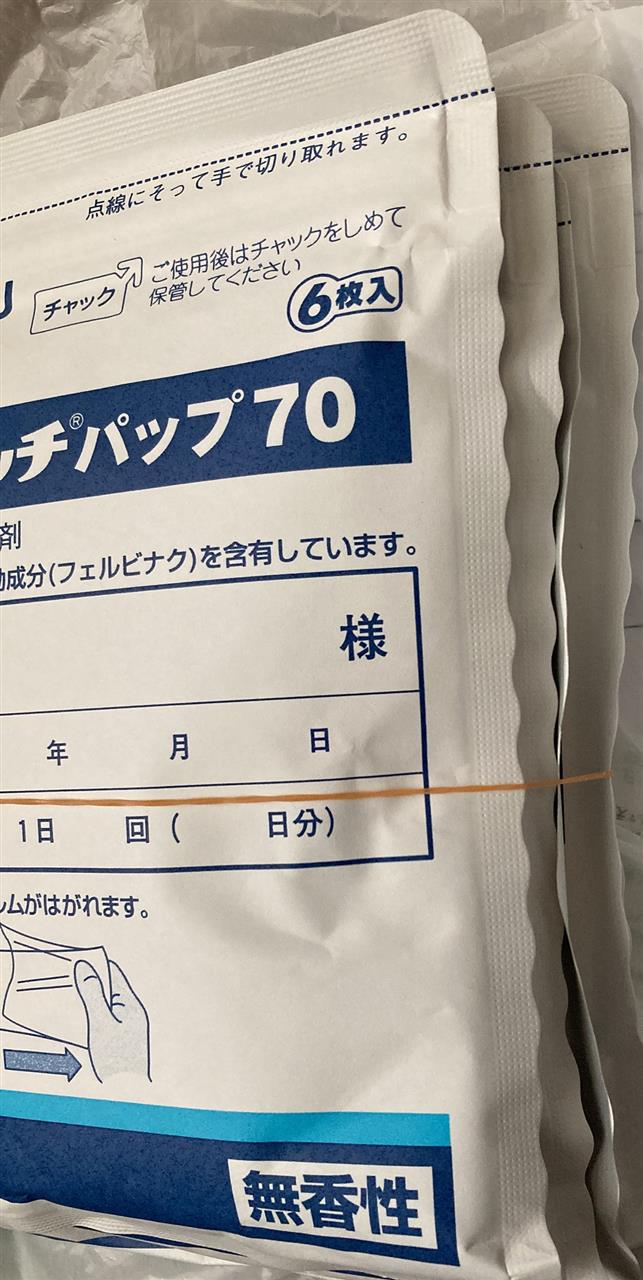 点線にそって手で切り取れます。
チャック
ご使用後はチャックをしめて
保管してください
6枚入
チ®パップ70
剤
成分(フェルビナク)を含有しています。
様
年 月 日
1日 回( 日分)
ムがはがれます。
無香性